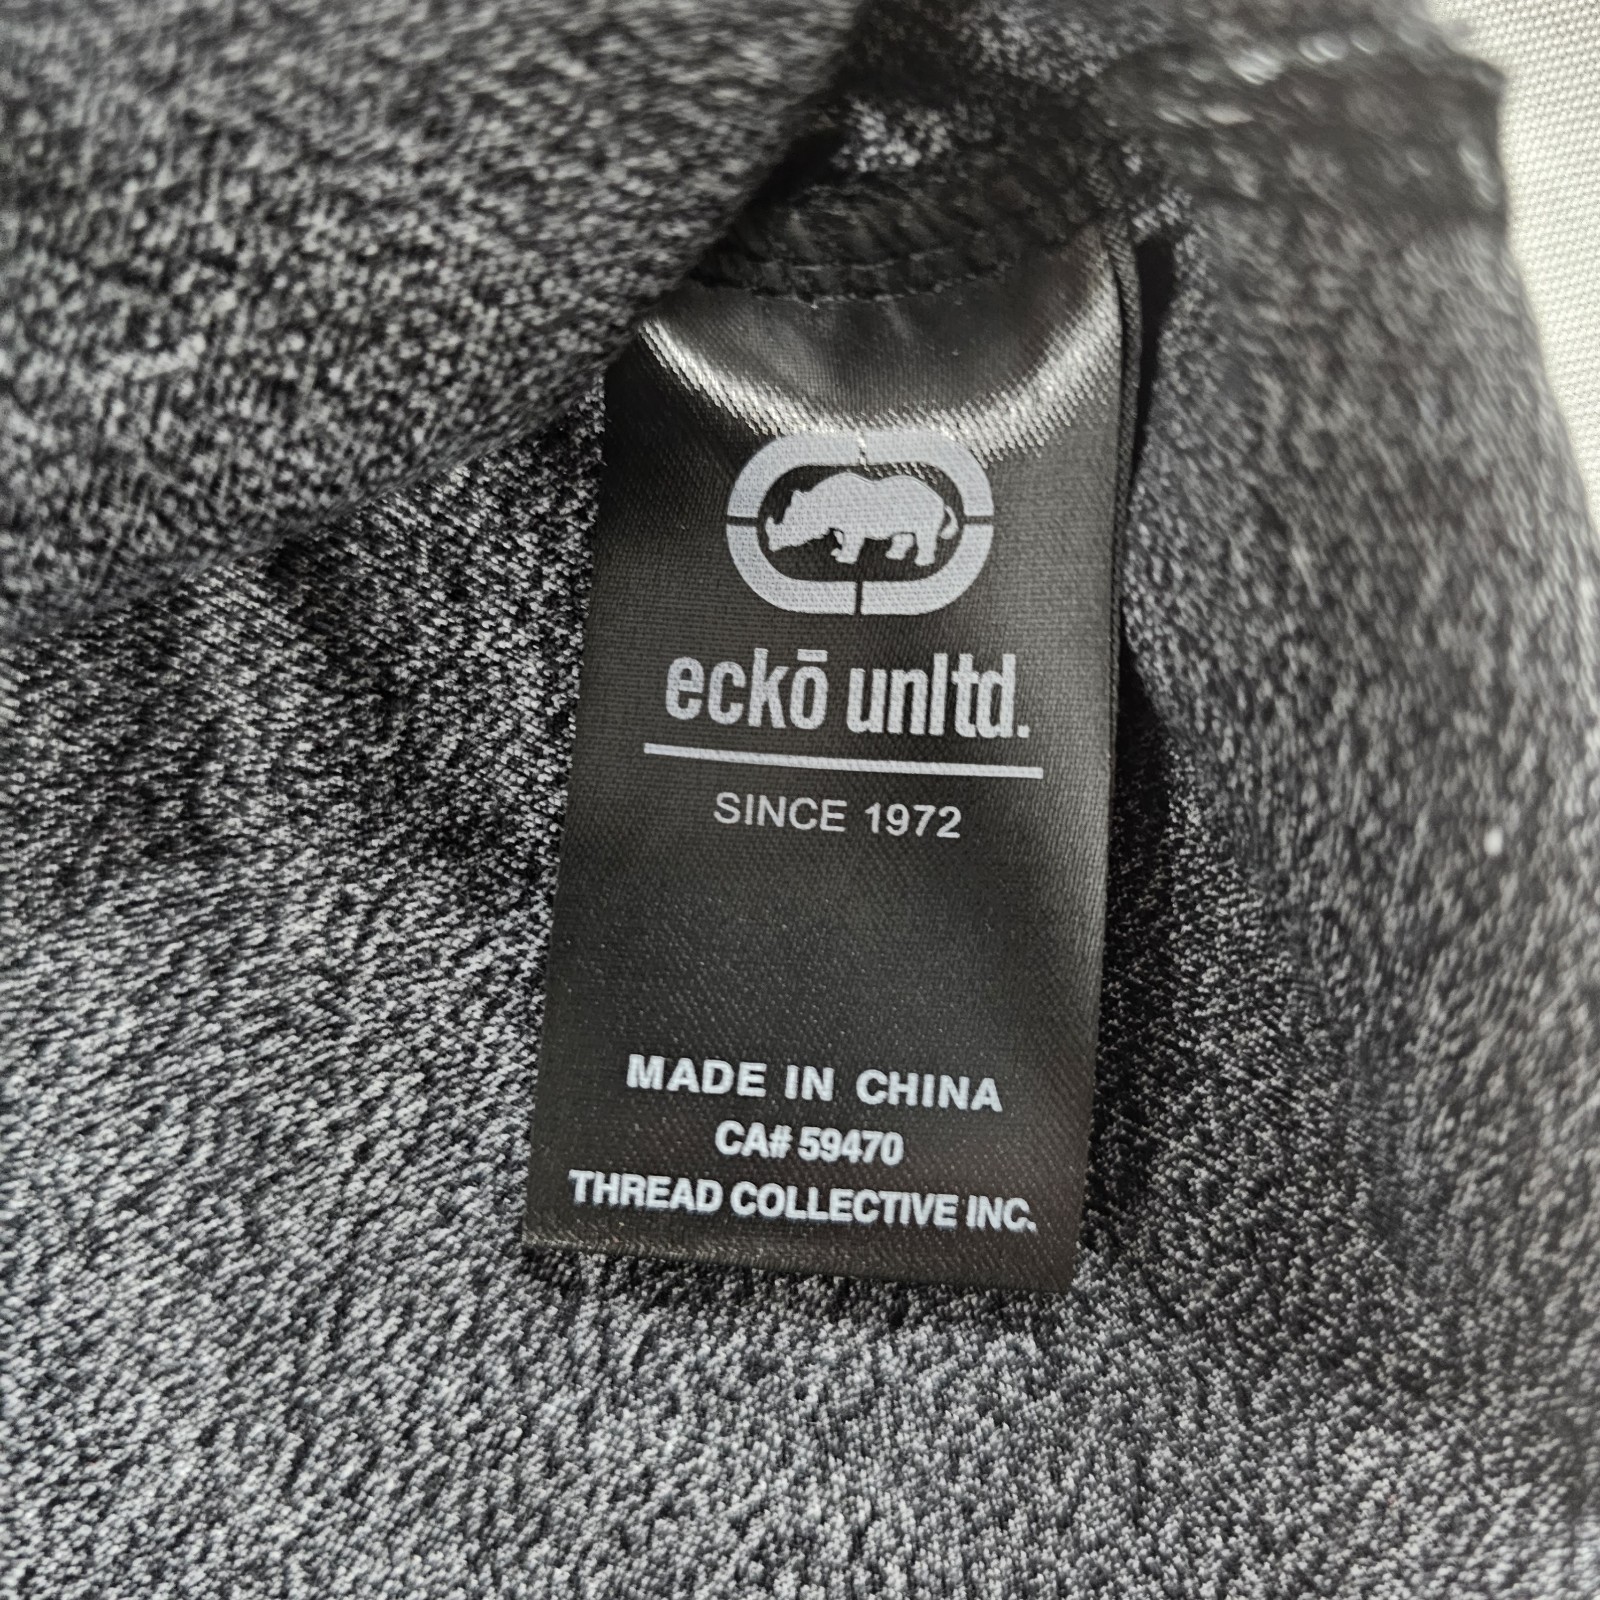 eckō unltd.
SINCE 1972
MADE IN CHINA
CA# 59470
THREAD COLLECTIVE INC.